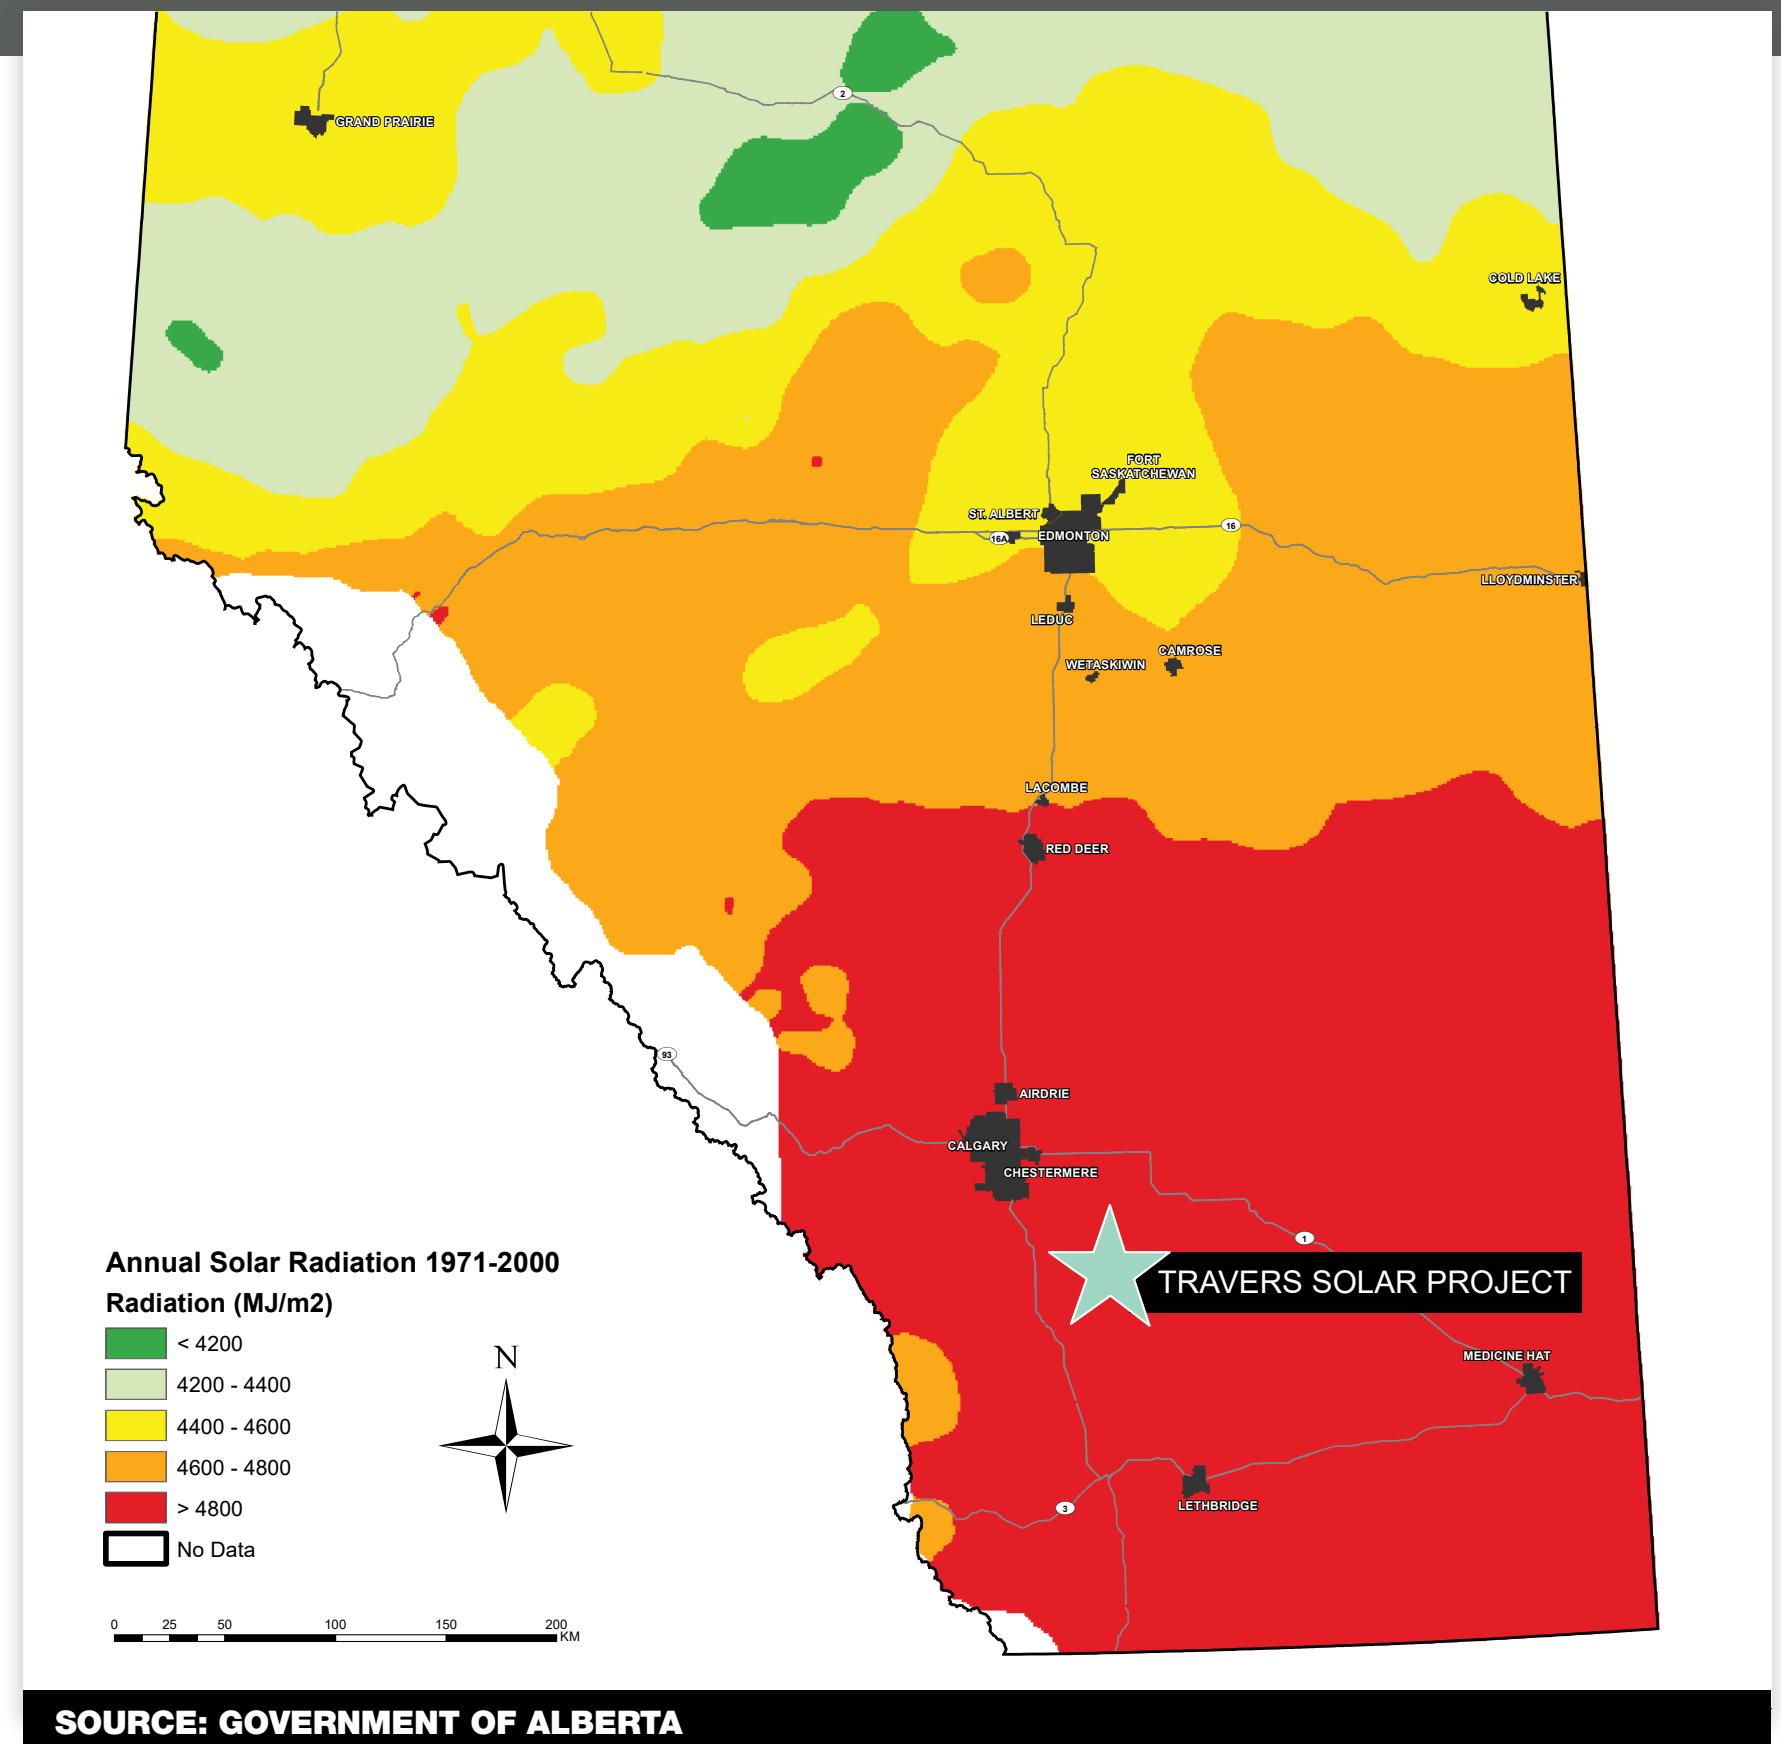 2
GRAND PRAIRIE
COLD LAKE
FORT
SASKATCHEWAN
ST. ALBERT
16
16A
EDMONTON
LLOYDMINSTER
LEDUC
CAMROSE
WETASKIWIN
LACOMBE
RED DEER
93
AIRDRIE
CALGARY
CHESTERMERE
1
TRAVERS SOLAR PROJECT
MEDICINE HAT
LETHBRIDGE
3
Annual Solar Radiation 1971-2000
Radiation (MJ/m2)
< 4200
4200 - 4400
4400 - 4600
4600 - 4800
> 4800
No Data
N
0 25 50 100 150 200
KM
SOURCE: GOVERNMENT OF ALBERTA